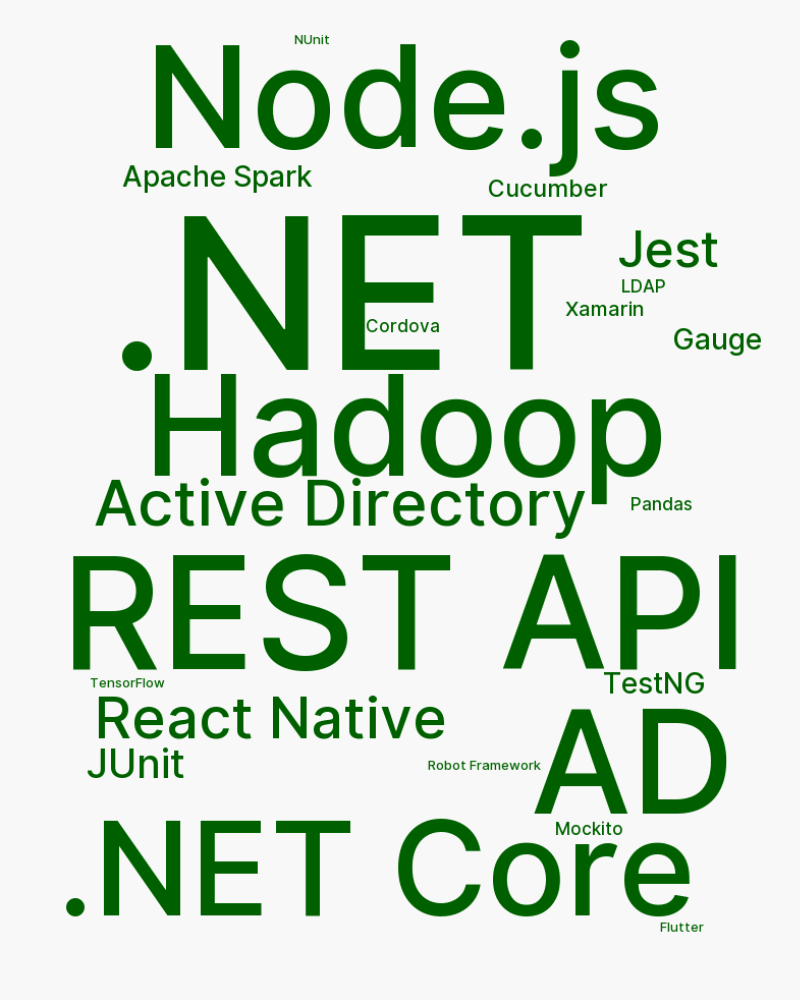 NUnit
Node.js
Apache Spark
Cucumber
.NET
Jest
LDAP
Xamarin
Cordova
Gauge
Hadoop
Active Directory
Pandas
REST API
TensorFlow
TestNG
React Native
JUnit
Robot Framework
AD
Mockito
.NET Core
Flutter